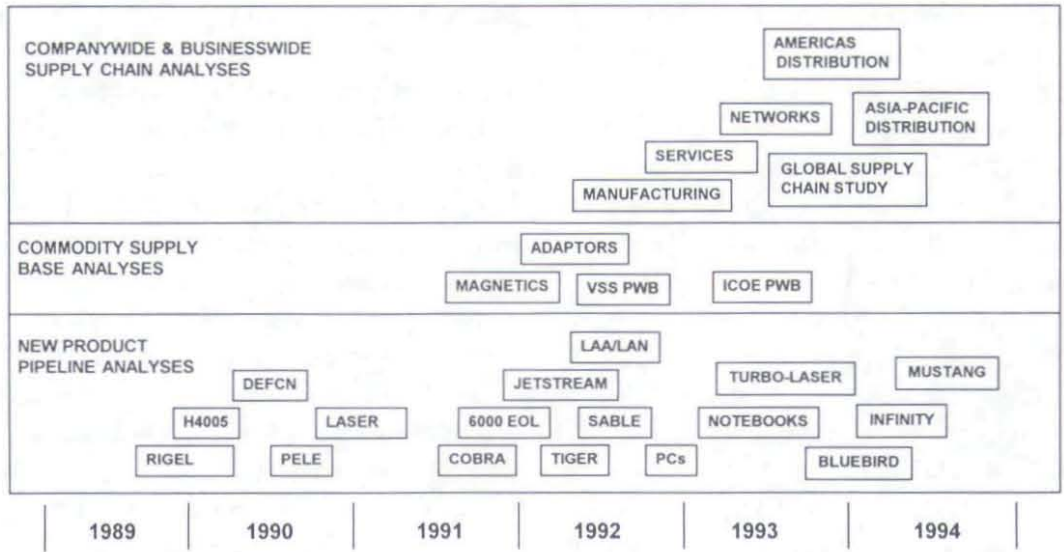 COMPANYWIDE & BUSINESSWIDE
SUPPLY CHAIN ANALYSES
AMERICAS
DISTRIBUTION
NETWORKS
ASIA-PACIFIC
DISTRIBUTION
SERVICES
GLOBAL SUPPLY
CHAIN STUDY
MANUFACTURING
COMMODITY SUPPLY
BASE ANALYSES
ADAPTORS
MAGNETICS
VSS PWB
ICOE PWB
NEW PRODUCT
PIPELINE ANALYSES
LAA/LAN
DEFCN
JETSTREAM
TURBO-LASER
MUSTANG
H4005
LASER
6000 EOL
SABLE
NOTEBOOKS
INFINITY
RIGEL
PELE
COBRA
TIGER
PCs
BLUEBIRD
1989
1990
1991
1992
1993
1994